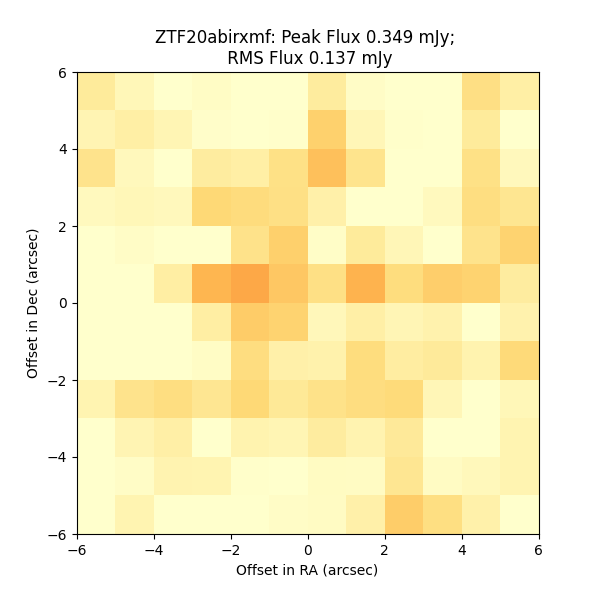 ZTF20abirxmf: Peak Flux 0.349 mJy;
RMS Flux 0.137 mJy
6
4
2
0
−2
−4
−6
Offset in Dec (arcsec)
−6 −4 −2 0 2 4 6
Offset in RA (arcsec)